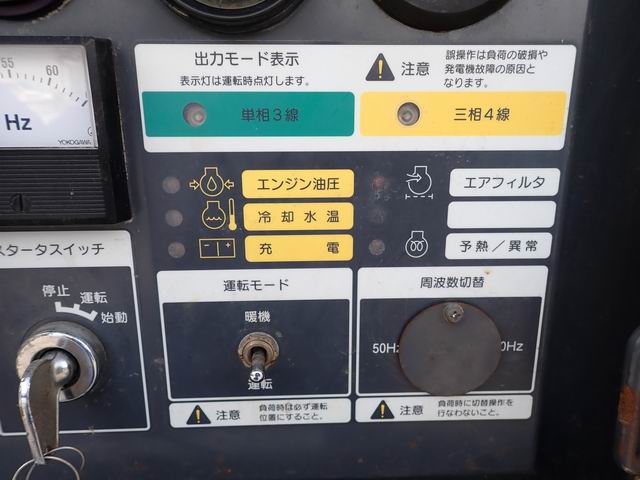 55
60
Hz
YOKOGAWA
出力モード表示
表示灯は運転時点灯します。
注意
誤操作は負荷の破損や
発電機故障の原因と
なります。
単相3線
三相4線
エンジン油圧
エアフィルタ
冷却水温
充 電
予熱/異常
スタータスイッチ
停止
運転
始動
運転モード
暖機
運転
注意
負荷時は必ず運転
位置にすること。
周波数切替
50Hz
0Hz
注意
負荷時に切替操作を
行なわないこと。